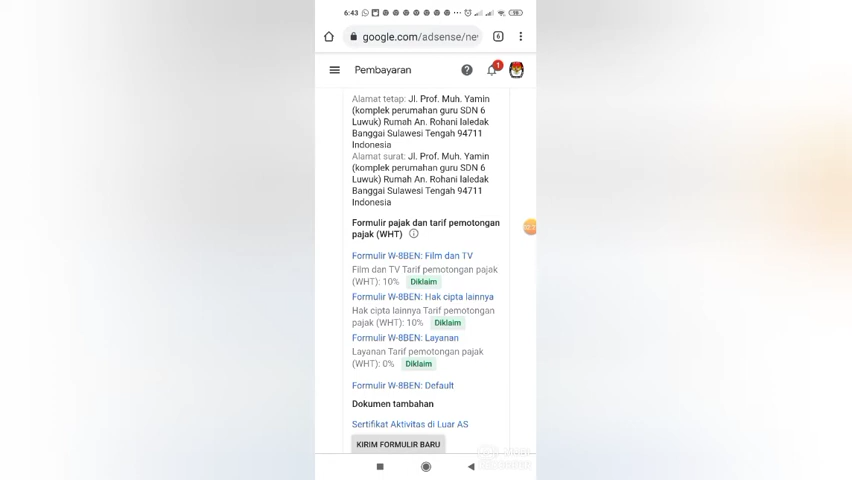 6:43 98
google.com/adsense/nev 6
Pembayaran 1
Alamat tetap: Jl. Prof. Muh. Yamin
(komplek perumahan guru SDN 6
Luwuk) Rumah An. Rohani laledak
Banggai Sulawesi Tengah 94711
Indonesia
Alamat surat: Jl. Prof. Muh. Yamin
(komplek perumahan guru SDN 6
Luwuk) Rumah An. Rohani laledak
Banggai Sulawesi Tengah 94711
Indonesia
Formulir pajak dan tarif pemotongan
pajak (WHT)
Formulir W-8BEN: Film dan TV
Film dan TV Tarif pemotongan pajak
(WHT): 10% Diklaim
Formulir W-8BEN: Hak cipta lainnya
Hak cipta lainnya Tarif pemotongan
pajak (WHT): 10% Diklaim
Formulir W-8BEN: Layanan
Layanan Tarif pemotongan pajak
(WHT): 0% Diklaim
Formulir W-8BEN: Default
Dokumen tambahan
Sertifikat Aktivitas di Luar AS
KIRIM FORMULIR BARU